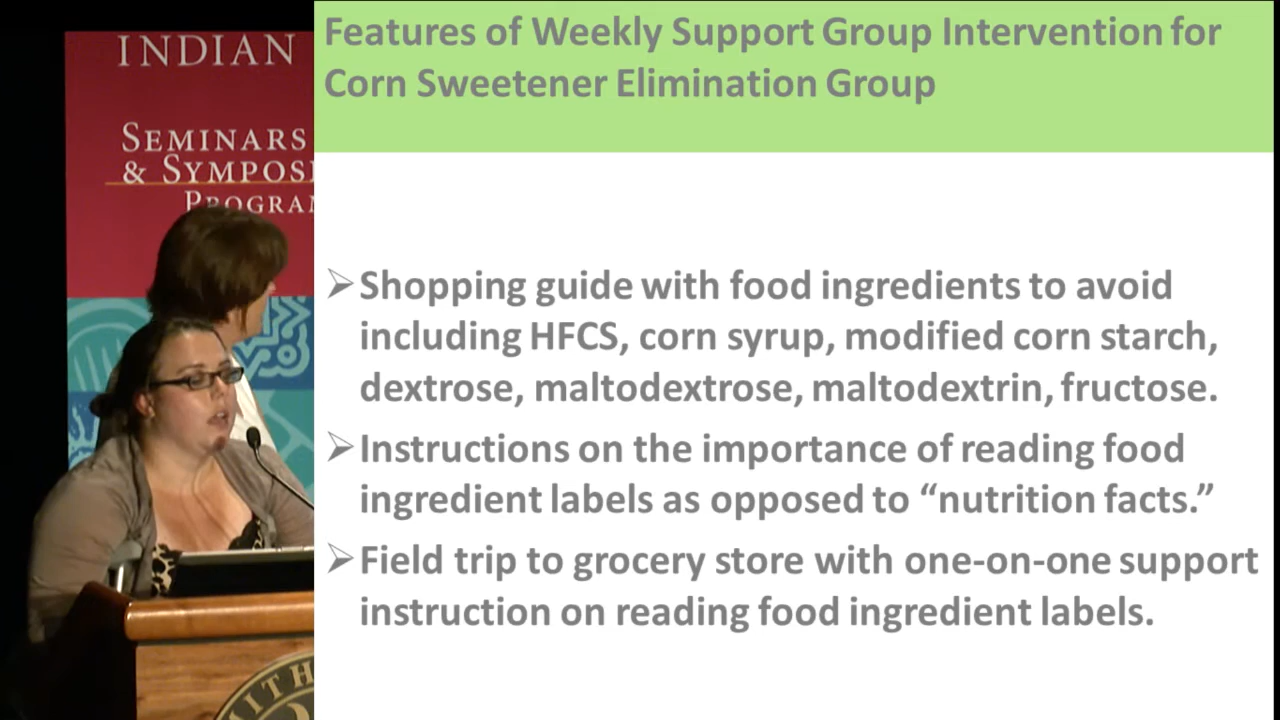 INDIAN
SEMINARS
& SYMPOSI
PROGRAM
Features of Weekly Support Group Intervention for
Corn Sweetener Elimination Group
➢Shopping guide with food ingredients to avoid
including HFCS, corn syrup, modified corn starch,
dextrose, maltodextrose, maltodextrin, fructose.
➢Instructions on the importance of reading food
ingredient labels as opposed to “nutrition facts.”
➢Field trip to grocery store with one-on-one support
instruction on reading food ingredient labels.
SMITH